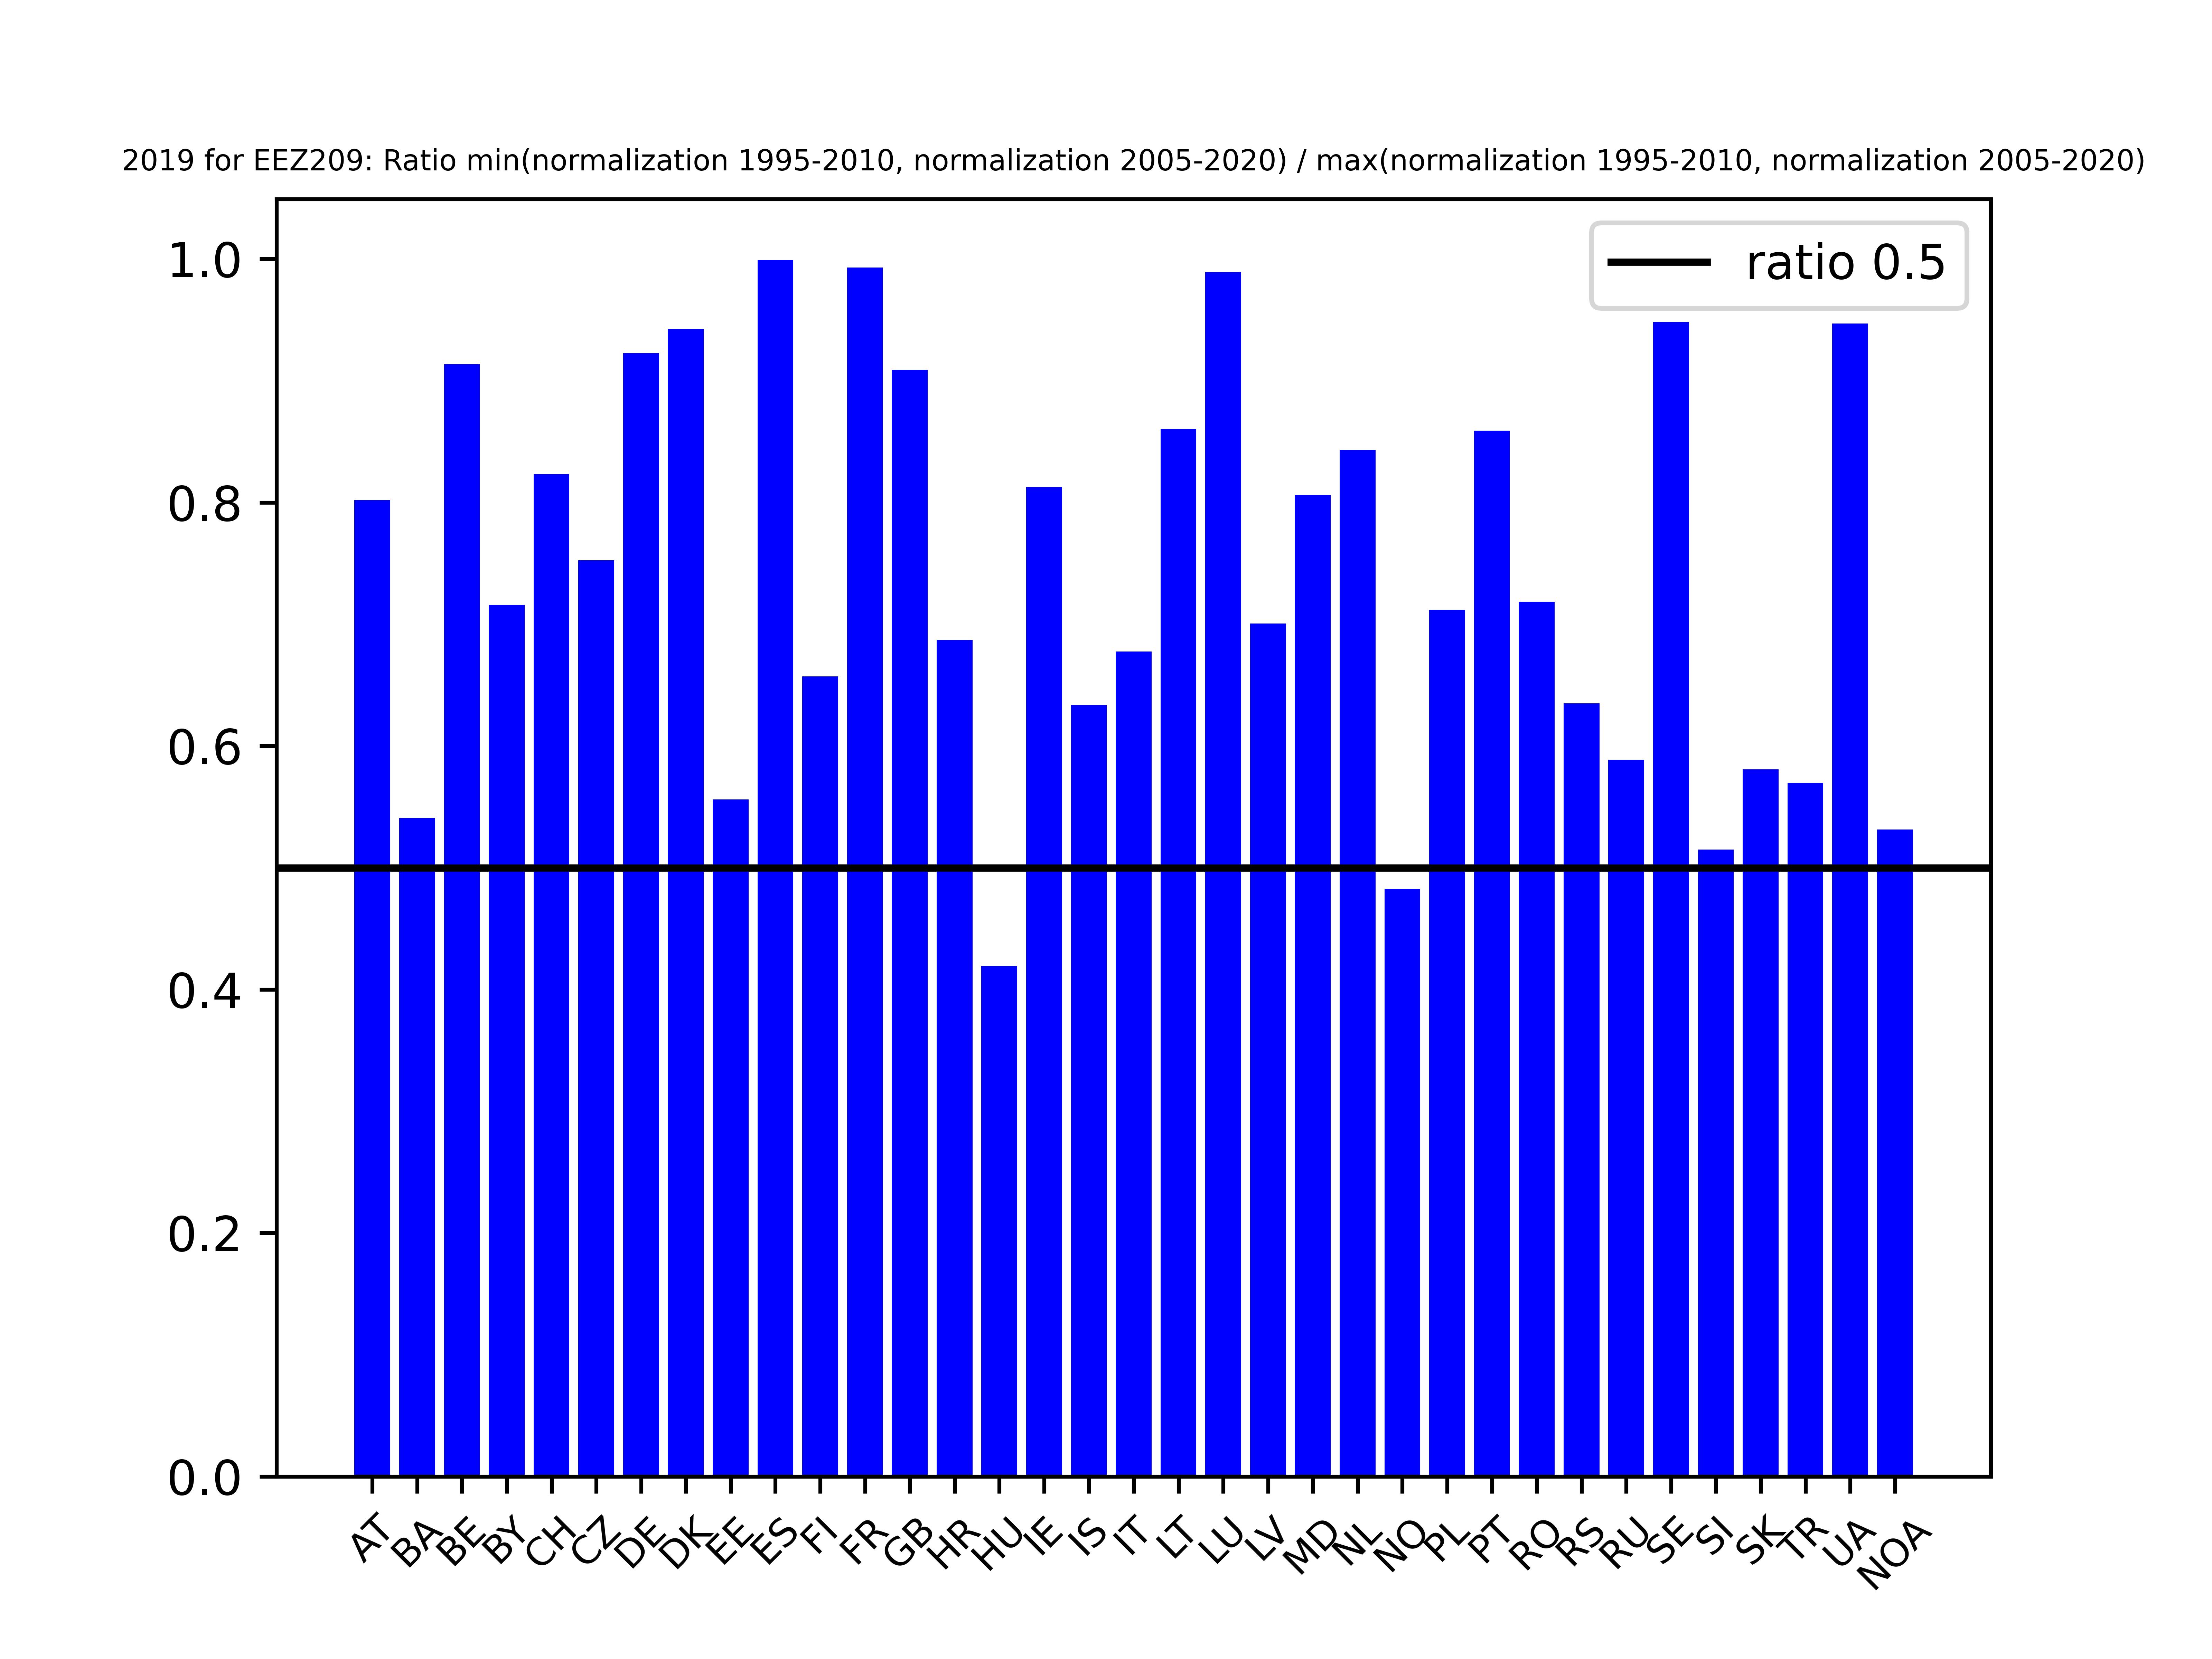 2019 for EEZ209: Ratio min(normalization 1995-2010, normalization 2005-2020) / max(normalization 1995-2010, normalization 2005-2020)
ratio 0.5
1.0
0.8
0.6
0.4
0.2
0.0
AT BA BE BY CH CZ DE DK EE ES FI FR GB HR HU IE IS IT LT LU LV MD NL NO PL PT RO RS RU SE SI SK TR UA NOA